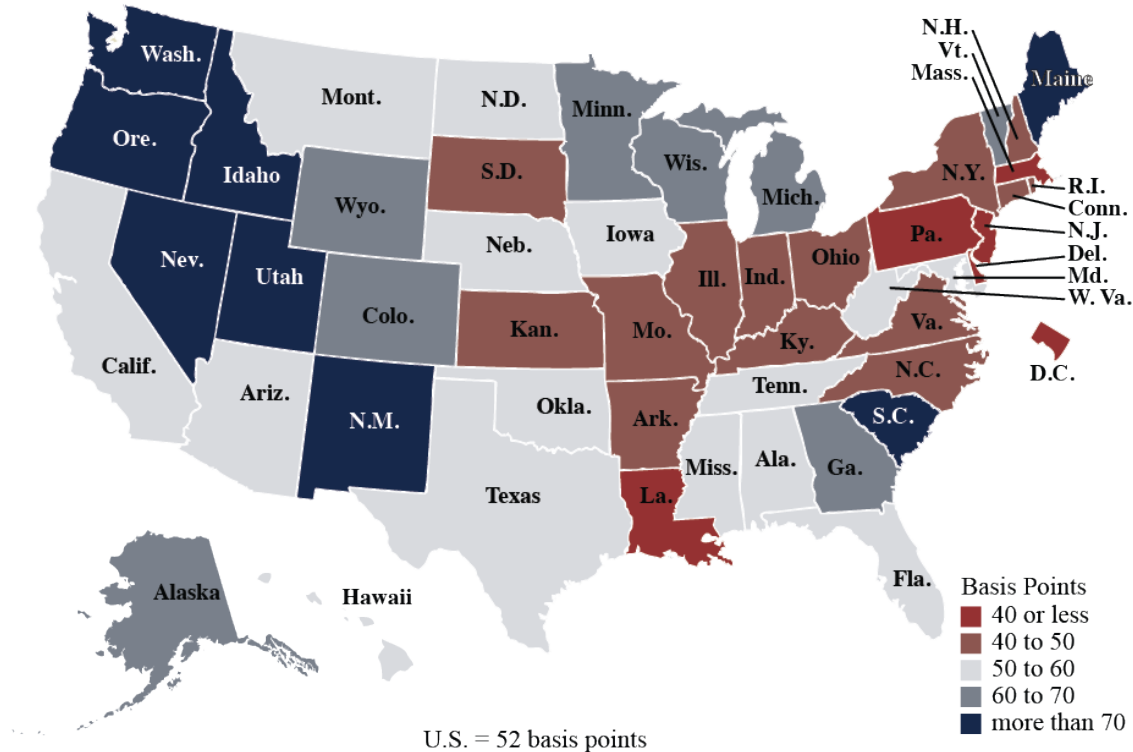 N.H.
Vt.
Mass.
Maine
Wash.
Mont.
N.D.
Minn.
Ore.
Idaho
S.D.
Wis.
Mich.
N.Y.
R.I.
Conn.
N.J.
Del.
Md.
W. Va.
Wyo.
Neb.
Iowa
Pa.
Nev.
Utah
Colo.
Ill.
Ind.
Ohio
Kan.
Mo.
Ky.
Va.
D.C.
Calif.
Ariz.
N.M.
Okla.
Tenn.
N.C.
Ark.
S.C.
Texas
La.
Miss.
Ala.
Ga.
Fla.
Alaska
Hawaii
Basis Points
40 or less
40 to 50
50 to 60
60 to 70
more than 70
U.S. = 52 basis points